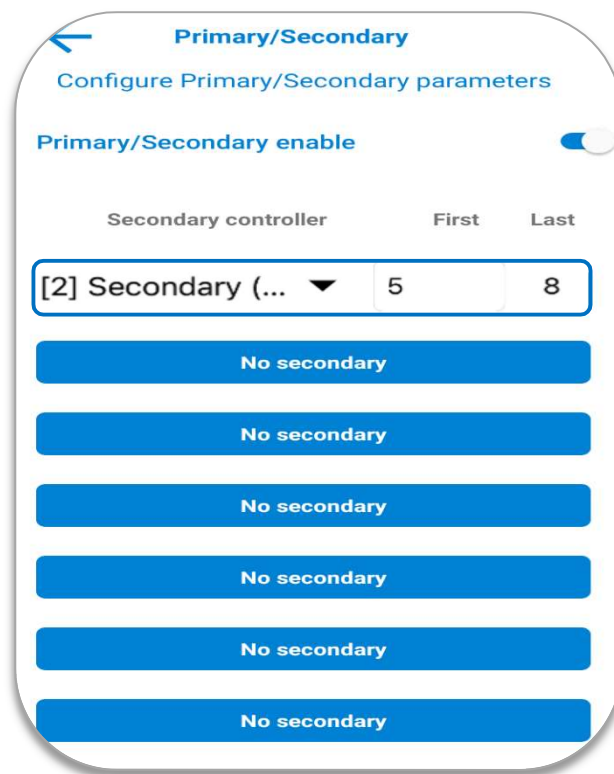 Primary/Secondary
Configure Primary/Secondary parameters
Primary/Secondary enable
Secondary controller First Last
[2] Secondary (... 5 8
No secondary
No secondary
No secondary
No secondary
No secondary
No secondary